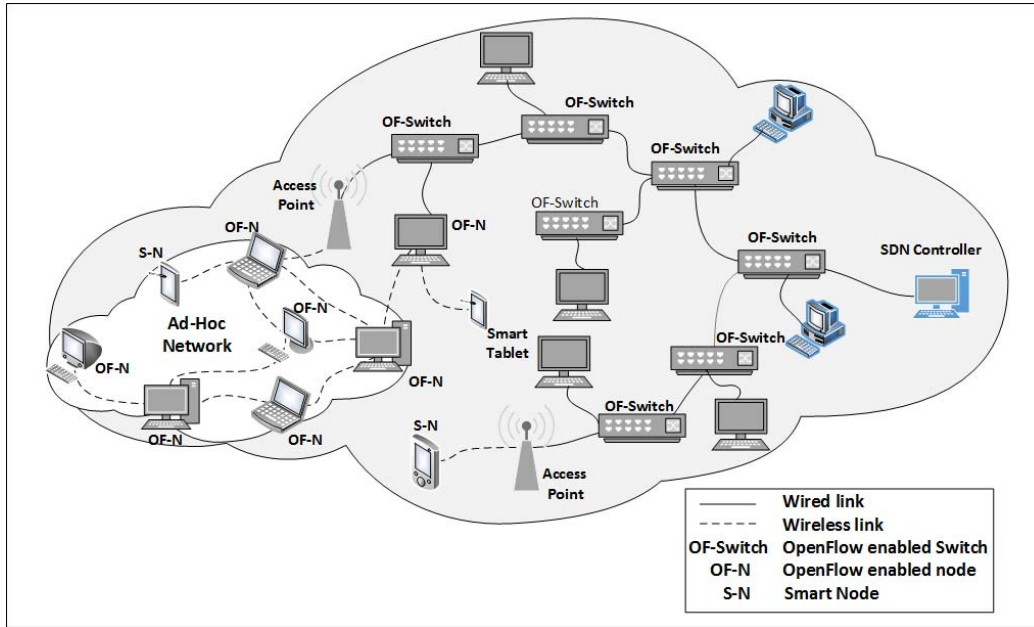 OF-Switch
OF-Switch
OF-Switch
Access
Point
OF-Switch
OF-N
OF-N
S-N
OF-Switch
SDN Controller
OF-N
Ad-Hoc
Network
Smart
Tablet
OF-Switch
OF-N
OF-N
OF-Switch
S-N
OF-N
OF-N
Access
Point
Wired link
Wireless link
OF-Switch OpenFlow enabled Switch
OF-N OpenFlow enabled node
S-N Smart Node